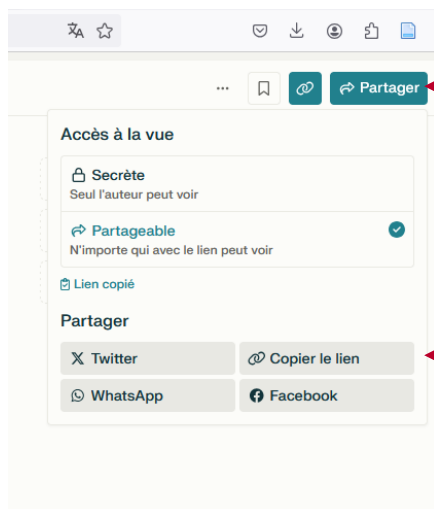 Partager
Accès à la vue
Secrète
Seul l'auteur peut voir
Partageable
N'importe qui avec le lien peut voir
Lien copié
Partager
Twitter
Copier le lien
WhatsApp
Facebook